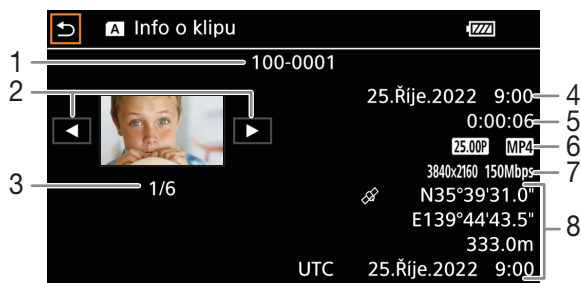 A Info o klipu
1 100-0001
2
25.Říje.2022 9:00 4
0:00:06 5
25.00P MP4 6
3840x2160 150Mbps 7
3 1/6
N35°39'31.0"
E139°44'43.5" 8
333.0m
UTC 25.Říje.2022 9:00